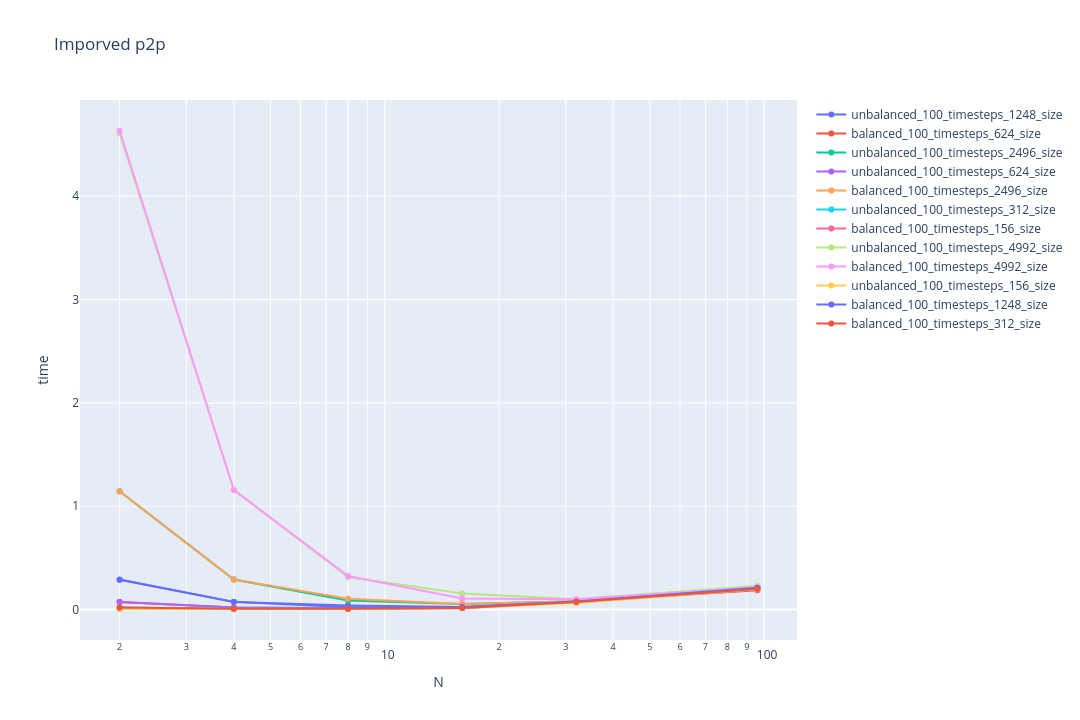 Imporved p2p
unbalanced_100_timesteps_1248_size
balanced_100_timesteps_624_size
unbalanced_100_timesteps_2496_size
unbalanced_100_timesteps_624_size
balanced_100_timesteps_2496_size
unbalanced_100_timesteps_312_size
balanced_100_timesteps_156_size
unbalanced_100_timesteps_4992_size
balanced_100_timesteps_4992_size
unbalanced_100_timesteps_156_size
balanced_100_timesteps_1248_size
balanced_100_timesteps_312_size
4
3
2
1
0
time
2 3 4 5 6 7 8 9 10 2 3 4 5 6 7 8 9 100
N